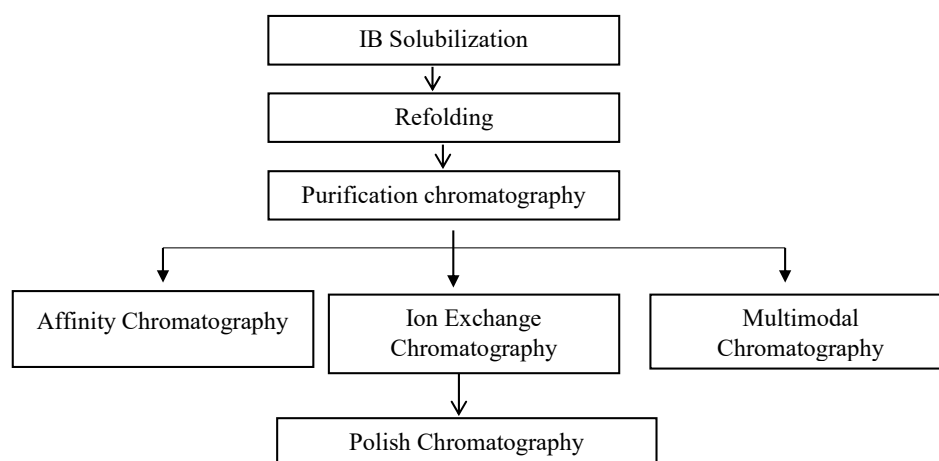 IB Solubilization
Refolding
Purification chromatography
Affinity Chromatography
Ion Exchange
Chromatography
Multimodal
Chromatography
Polish Chromatography